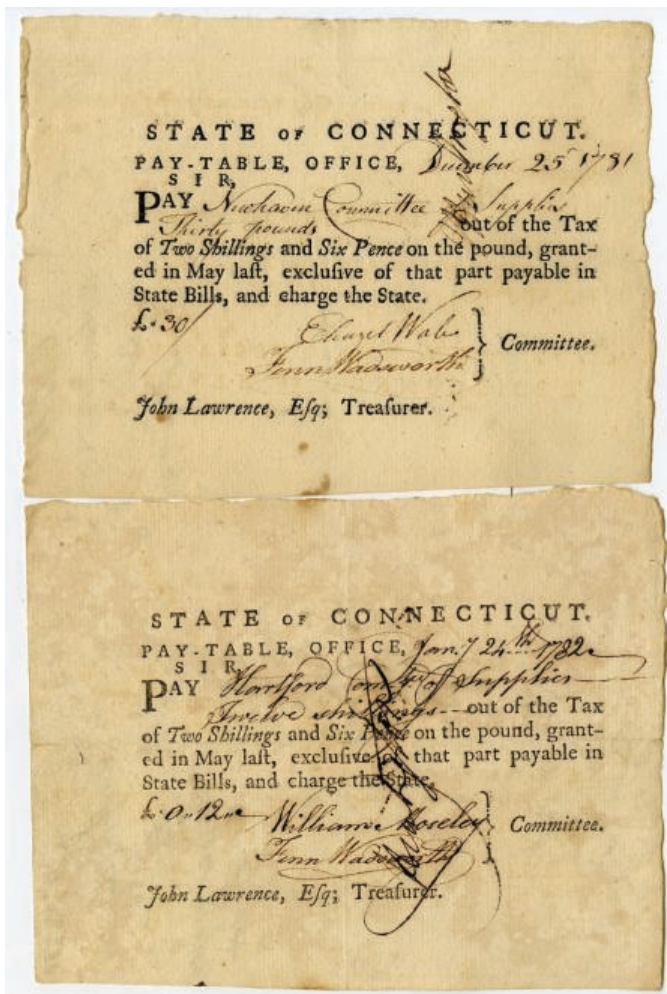 STATE OF CONNECTICUT.
PAY-TABLE, OFFICE, December 25 1781
SIR,
PAY Newhaven Committee of Supplies
Thirty pounds out of the Tax
of Two Shillings and Six Pence on the pound, grant-
ed in May laſt, excluſive of that part payable in
State Bills, and charge the State.
£. 30/
Eleazel Wales
Fenn Wadsworth } Committee.
John Lawrence, Eſq; Treaſurer.
STATE OF CONNECTICUT.
PAY-TABLE, OFFICE, Jany 24th 1782
SIR,
PAY Hartford Comtee of Supplies
Twelve shillings out of the Tax
of Two Shillings and Six Pence on the pound, grant-
ed in May laſt, excluſive of that part payable in
State Bills, and charge the State.
£. 0 " 12 "
William Moseley
Fenn Wadsworth } Committee.
John Lawrence, Eſq; Treaſurer.